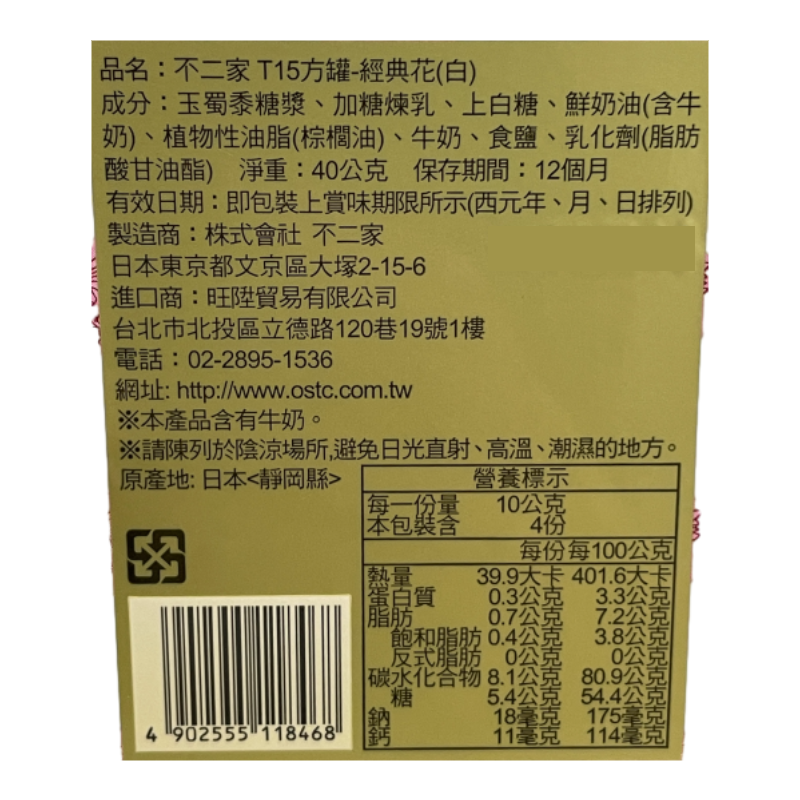 品名：不二家 T15方罐-經典花(白)
成分：玉蜀黍糖漿、加糖煉乳、上白糖、鮮奶油(含牛
奶)、植物性油脂(棕櫚油)、牛奶、食鹽、乳化劑(脂肪
酸甘油酯)　淨重：40公克　保存期間：12個月
有效日期：即包裝上賞味期限所示(西元年、月、日排列)
製造商：株式會社 不二家
日本東京都文京區大塚2-15-6
進口商：旺陞貿易有限公司
台北市北投區立德路120巷19號1樓
電話：02-2895-1536
網址: http://www.ostc.com.tw
※本產品含有牛奶。
※請陳列於陰涼場所,避免日光直射、高溫、潮濕的地方。
原產地: 日本<靜岡縣>
營養標示
每一份量 10公克
本包裝含 4份
每份 每100公克
熱量 39.9大卡 401.6大卡
蛋白質 0.3公克 3.3公克
脂肪 0.7公克 7.2公克
飽和脂肪 0.4公克 3.8公克
反式脂肪 0公克 0公克
碳水化合物 8.1公克 80.9公克
糖 5.4公克 54.4公克
鈉 18毫克 175毫克
鈣 11毫克 114毫克
4 902555 118468